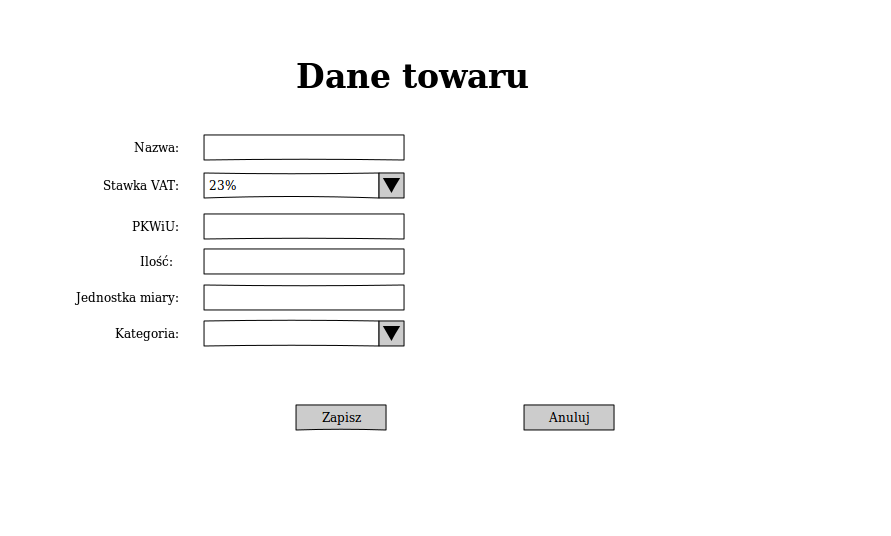 Dane towaru
Nazwa:
Stawka VAT: 23%
PKWiU:
Ilość:
Jednostka miary:
Kategoria:
Zapisz Anuluj